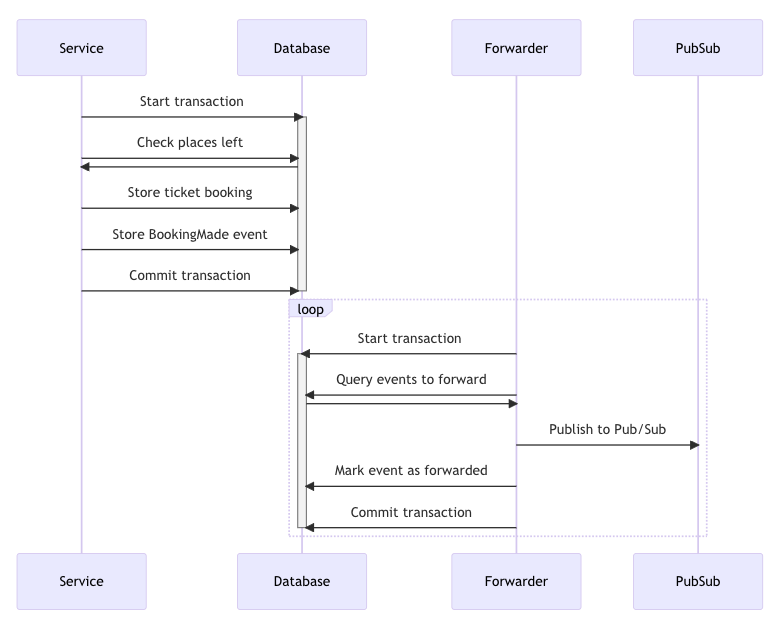 Service
Database
Forwarder
PubSub
Start transaction
Check places left
Store ticket booking
Store BookingMade event
Commit transaction
loop
Start transaction
Query events to forward
Publish to Pub/Sub
Mark event as forwarded
Commit transaction
Service
Database
Forwarder
PubSub